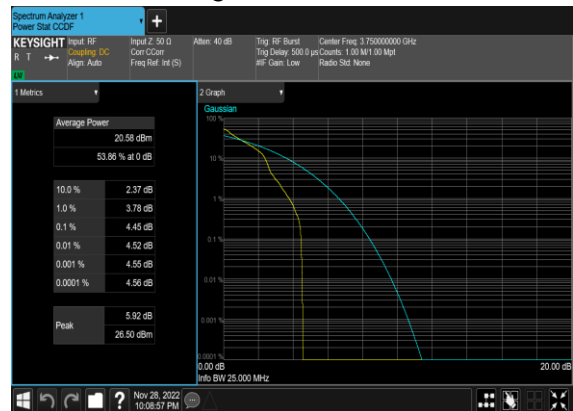 Spectrum Analyzer 1
Power Stat CCDF
+
KEYSIGHT
R T
LXI
Input: RF
Coupling: DC
Align: Auto
Input Z: 50 Ω
Corr CCorr
Freq Ref: Int (S)
Atten: 40 dB
Trig: RF Burst
Trig Delay: 500.0 µs
#IF Gain: Low
Center Freq: 3.750000000 GHz
Counts: 1.00 M/1.00 Mpt
Radio Std: None
1 Metrics
Average Power
20.58 dBm
53.86 % at 0 dB
10.0 % 2.37 dB
1.0 % 3.78 dB
0.1 % 4.45 dB
0.01 % 4.52 dB
0.001 % 4.55 dB
0.0001 % 4.56 dB
Peak
5.92 dB
26.50 dBm
2 Graph
Gaussian
100 %
10 %
1 %
0.1 %
0.01 %
0.001 %
0.0001 %
0.00 dB 20.00 dB
Info BW 25.000 MHz
?
Nov 28, 2022
10:08:57 PM